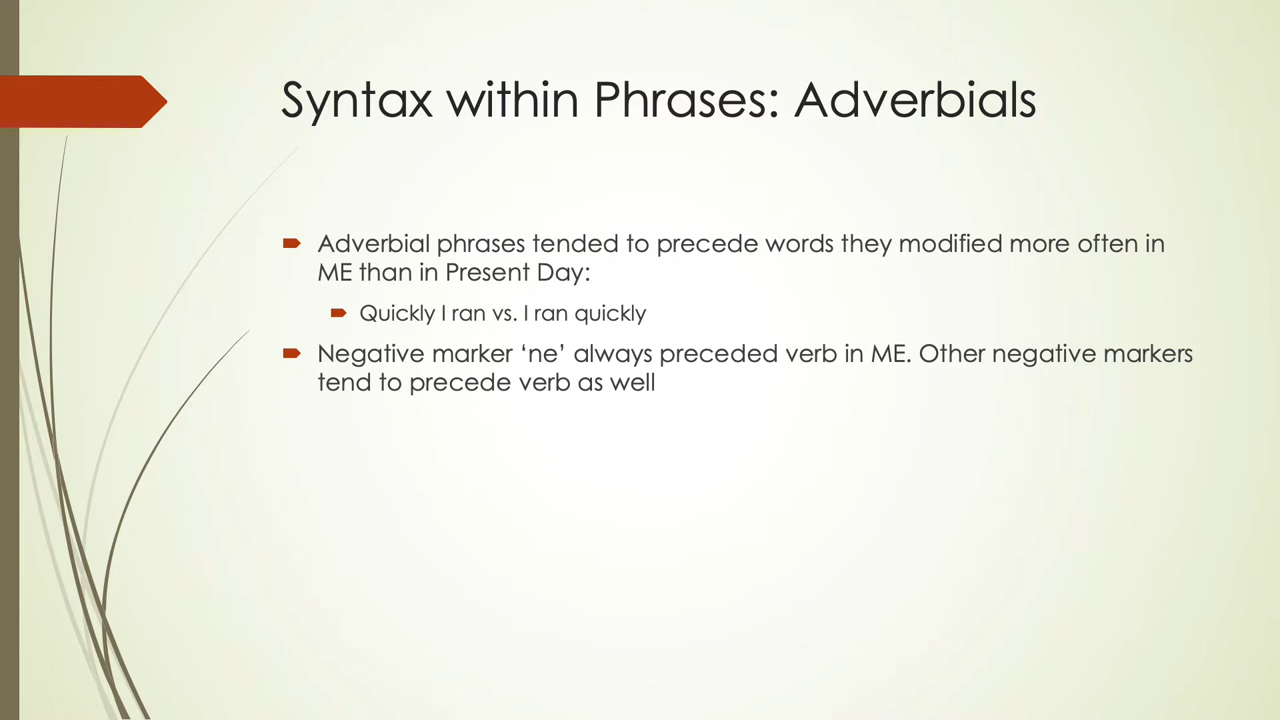 Syntax within Phrases: Adverbials
Adverbial phrases tended to precede words they modified more often in
ME than in Present Day:
Quickly I ran vs. I ran quickly
Negative marker ‘ne’ always preceded verb in ME. Other negative markers
tend to precede verb as well